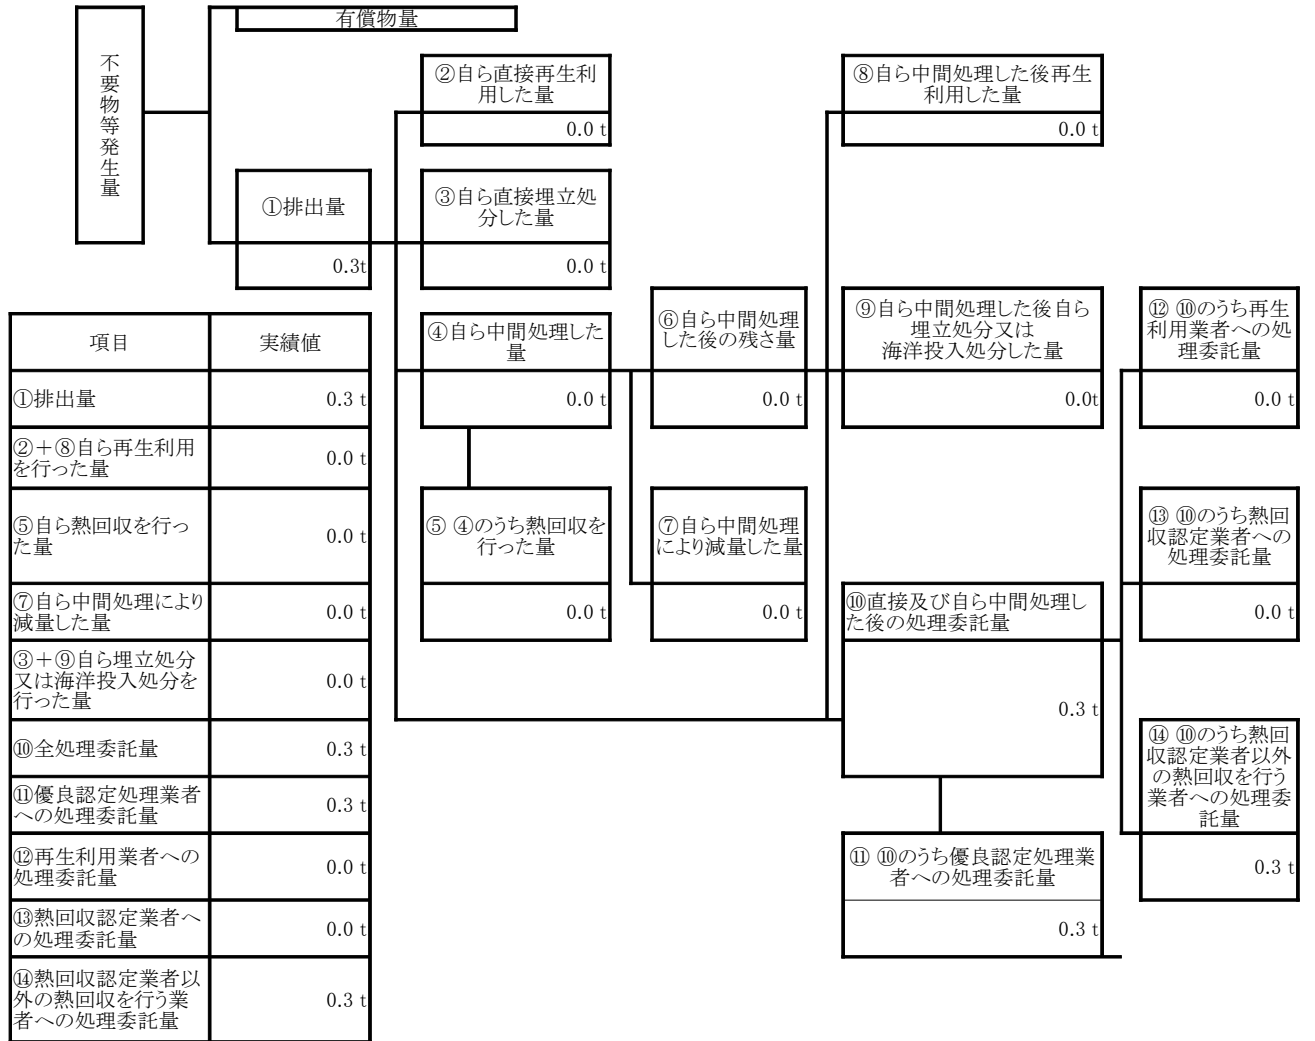 有償物量
不要物等発生量
②自ら直接再生利
用した量
0.0 t
⑧自ら中間処理した後再生
利用した量
0.0 t
①排出量
0.3t
③自ら直接埋立処
分した量
0.0 t
④自ら中間処理した
量
0.0 t
⑥自ら中間処理
した後の残さ量
0.0 t
⑨自ら中間処理した後自ら
埋立処分又は
海洋投入処分した量
0.0t
⑫ ⑩のうち再生
利用業者への処
理委託量
0.0 t
⑤ ④のうち熱回収を
行った量
0.0 t
⑦自ら中間処理
により減量した量
0.0 t
⑩直接及び自ら中間処理し
た後の処理委託量
0.3 t
⑬ ⑩のうち熱回
収認定業者への
処理委託量
0.0 t
⑪ ⑩のうち優良認定処理業
者への処理委託量
0.3 t
⑭ ⑩のうち熱回
収認定業者以外
の熱回収を行う
業者への処理委
託量
0.3 t
項目 実績値
①排出量 0.3 t
②+⑧自ら再生利用
を行った量 0.0 t
⑤自ら熱回収を行っ
た量 0.0 t
⑦自ら中間処理により
減量した量 0.0 t
③+⑨自ら埋立処分
又は海洋投入処分を
行った量 0.0 t
⑩全処理委託量 0.3 t
⑪優良認定処理業者
への処理委託量 0.3 t
⑫再生利用業者への
処理委託量 0.0 t
⑬熱回収認定業者へ
の処理委託量 0.0 t
⑭熱回収認定業者以
外の熱回収を行う業
者への処理委託量 0.3 t